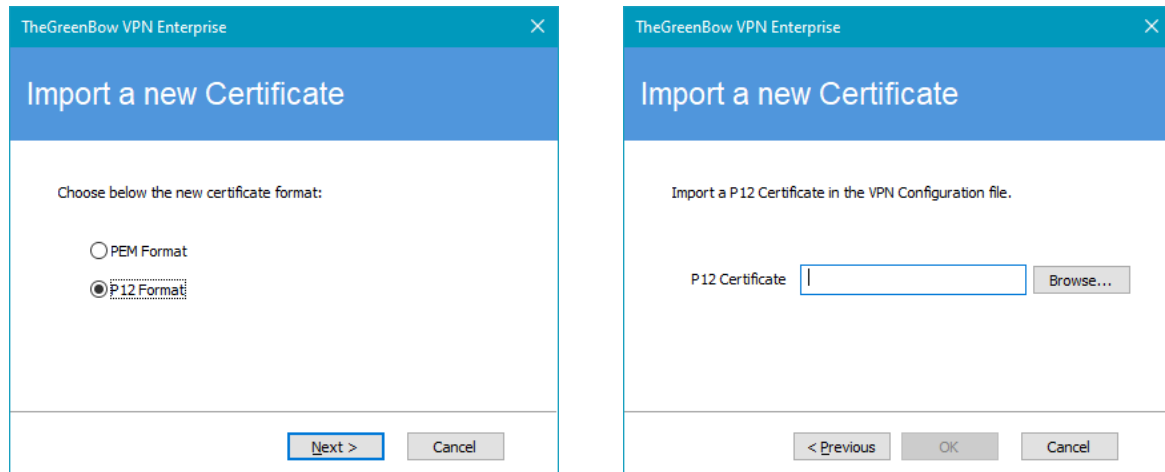 TheGreenBow VPN Enterprise
Import a new Certificate
Choose below the new certificate format:
PEM Format
P12 Format
Next >
Cancel
TheGreenBow VPN Enterprise
Import a new Certificate
Import a P12 Certificate in the VPN Configuration file.
P12 Certificate
Browse...
< Previous
OK
Cancel